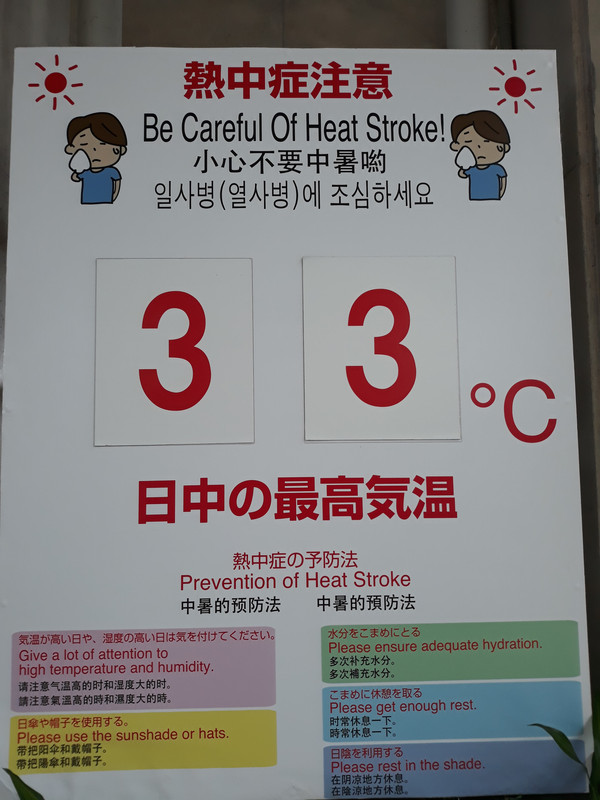 熱中症注意
Be Careful Of Heat Stroke!
小心不要中暑喲
일사병(열사병)에 조심하세요
3 3 °C
日中の最高気温
熱中症の予防法
Prevention of Heat Stroke
中暑的预防法 中暑的預防法
気温が高い日や、湿度の高い日は気を付けてください。
Give a lot of attention to
high temperature and humidity.
请注意气温高的时和湿度大的时。
請注意氣溫高的時和濕度大的時。
日傘や帽子を使用する。
Please use the sunshade or hats.
带把阳伞和戴帽子。
帶把陽傘和戴帽子。
水分をこまめにとる
Please ensure adequate hydration.
多次补充水分。
多次補充水分。
こまめに休憩を取る
Please get enough rest.
时常休息一下。
時常休息一下。
日陰を利用する
Please rest in the shade.
在阴凉地方休息。
在陰涼地方休息。